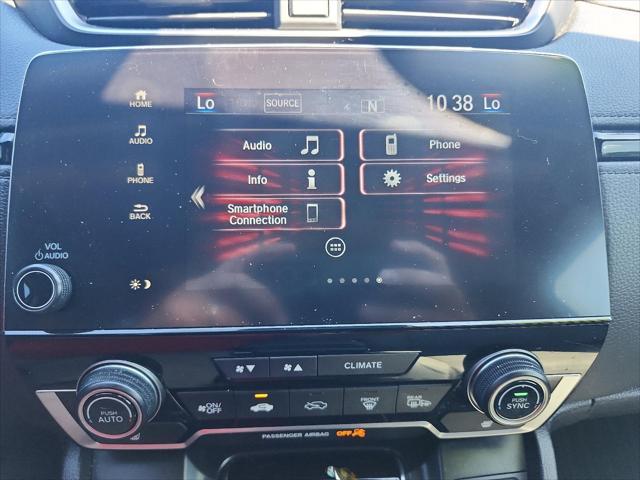 HOME
Lo SOURCE N 10 38 Lo
AUDIO
Audio Phone
PHONE
Info Settings
BACK
Smartphone
Connection
VOL
AUDIO
CLIMATE
ON/
OFF
FRONT
REAR
PUSH
AUTO
PUSH
SYNC
PASSENGER AIRBAG OFF